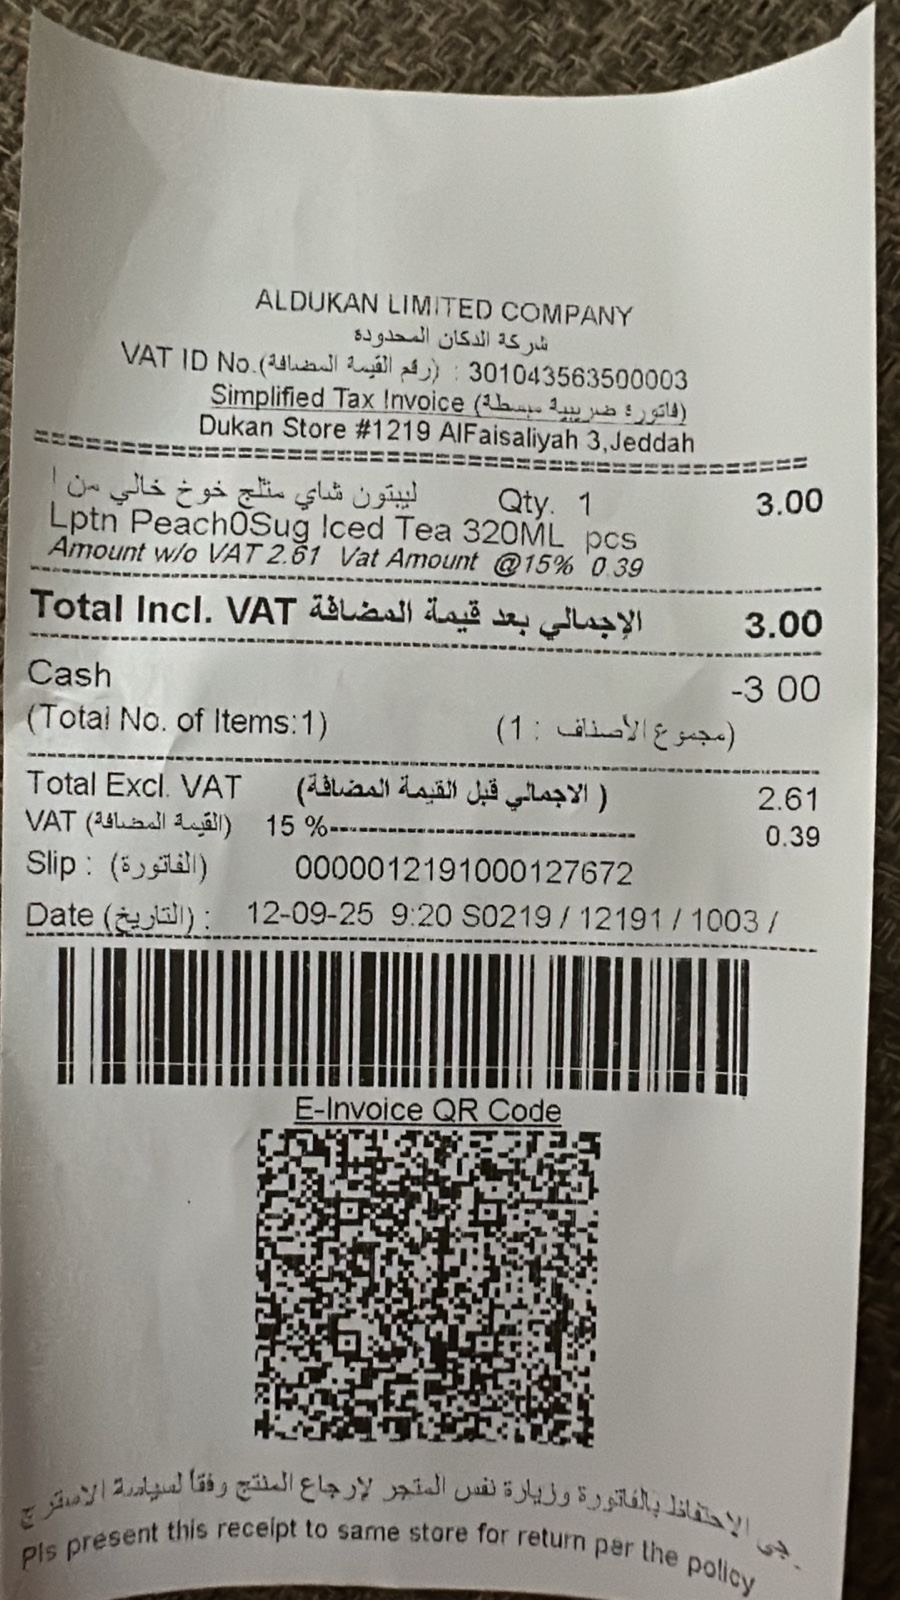 ALDUKAN LIMITED COMPANY
شركة الدكان المحدوده
VAT ID No.(رقم القيمة المضافة) : 301043563500003
Simplified Tax Invoice (فاتورة ضريبية مبسطة)
Dukan Store #1219 AlFaisaliyah 3,Jeddah
ليبتون شاي مثلج خوخ خالي من ا Qty. 1 3.00
Lptn Peach0Sug Iced Tea 320ML pcs
Amount w/o VAT 2.61 Vat Amount @15% 0.39
Total Incl. VAT الإجمالي بعد قيمة المضافة 3.00
Cash -3 00
(Total No. of Items:1) (مجموع الأصناف : 1)
Total Excl. VAT (الاجمالي قبل القيمة المضافة ) 2.61
VAT (القيمة المضافة) 15 % 0.39
Slip : (الفاتورة) 0000012191000127672
Date (التاريخ) : 12-09-25 9:20 S0219 / 12191 / 1003 /
E-Invoice QR Code
جى الاحتفاظ بالفاتورة وزيارة نفس المتجر لإرجاع المنتج وفقا لسياسة الاسترج
Pls present this receipt to same store for return per the policy